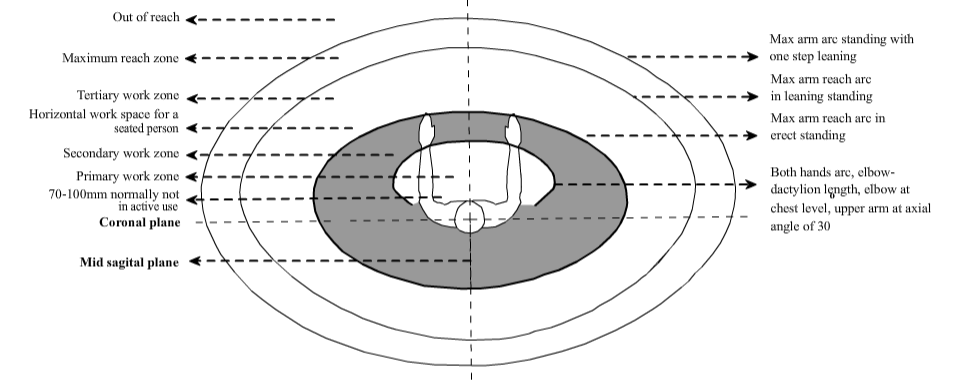 Out of reach
Maximum reach zone
Tertiary work zone
Horizontal work space for a
seated person
Secondary work zone
Primary work zone
70-100mm normally not
in active use
Coronal plane
Mid sagital plane
Max arm arc standing with
one step leaning
Max arm reach arc
in leaning standing
Max arm reach arc in
erect standing
Both hands arc, elbow-
dactylion length, elbow at
chest level, upper arm at axial
angle of 30
0